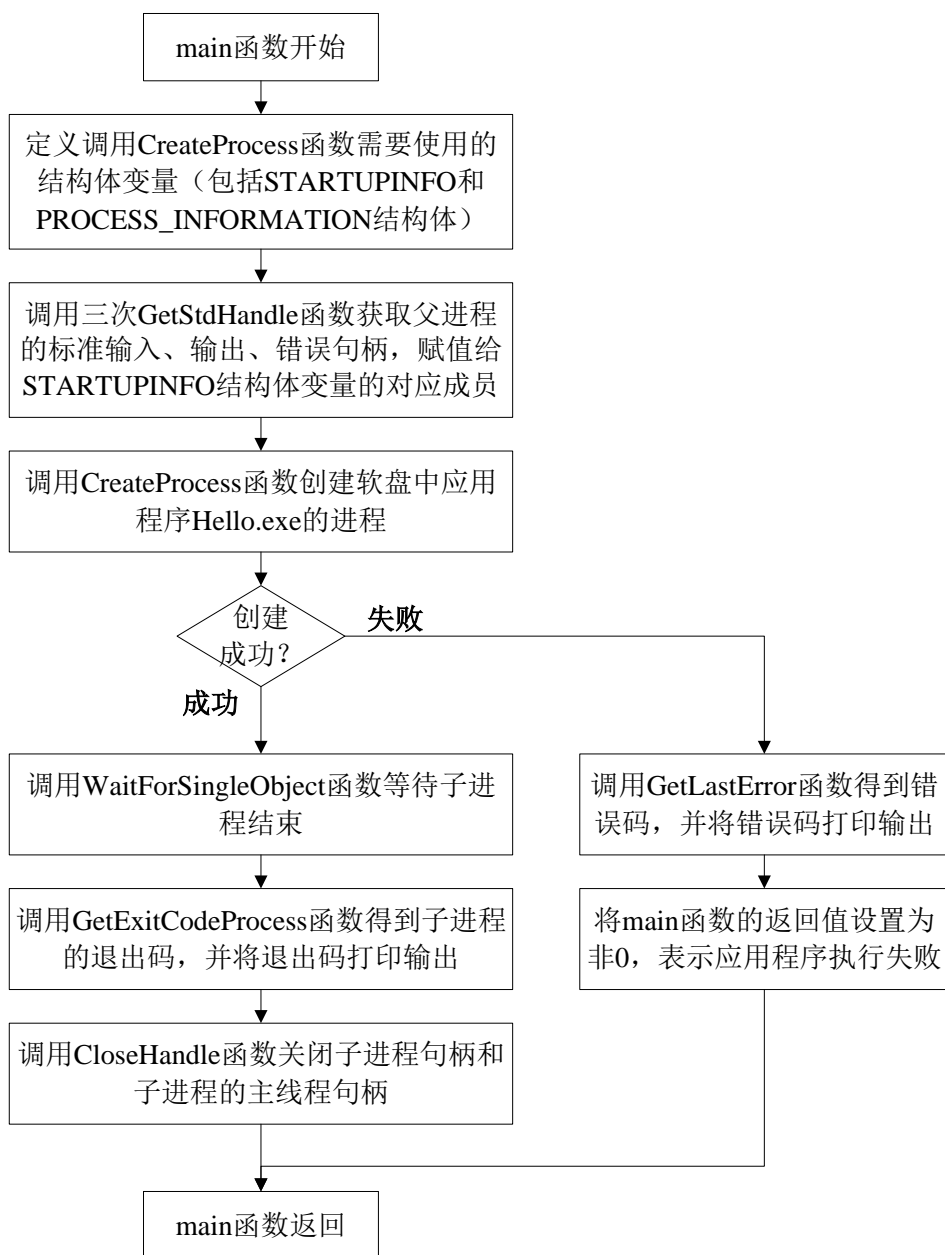 main函数开始
定义调用CreateProcess函数需要使用的
结构体变量（包括STARTUPINFO和
PROCESS_INFORMATION结构体）
调用三次GetStdHandle函数获取父进程
的标准输入、输出、错误句柄，赋值给
STARTUPINFO结构体变量的对应成员
调用CreateProcess函数创建软盘中应用
程序Hello.exe的进程
创建
成功？
失败
成功
调用WaitForSingleObject函数等待子进
程结束
调用GetLastError函数得到错
误码，并将错误码打印输出
调用GetExitCodeProcess函数得到子进程
的退出码，并将退出码打印输出
将main函数的返回值设置为
非0，表示应用程序执行失败
调用CloseHandle函数关闭子进程句柄和
子进程的主线程句柄
main函数返回